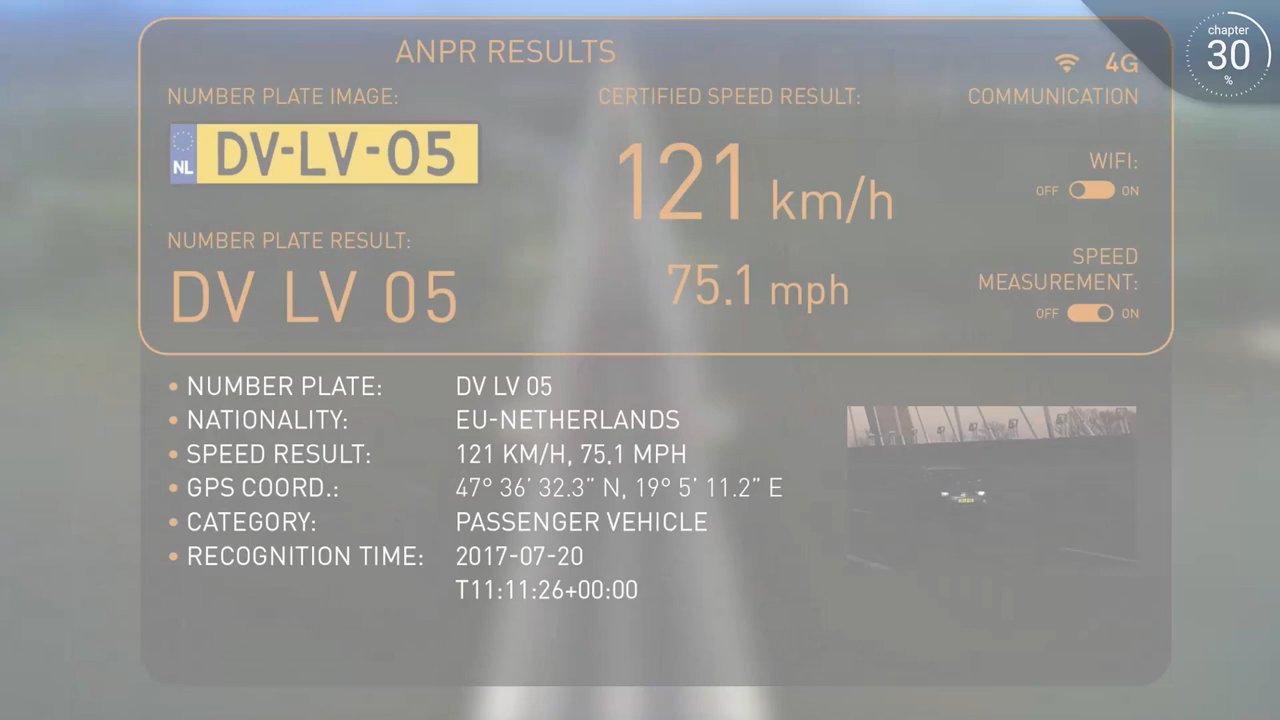 ANPR RESULTS
chapter
30
%
4G
NUMBER PLATE IMAGE:
CERTIFIED SPEED RESULT:
COMMUNICATION
NL DV-LV-05
121 km/h
WIFI:
OFF ON
NUMBER PLATE RESULT:
DV LV 05
75.1 mph
SPEED
MEASUREMENT:
OFF ON
• NUMBER PLATE: DV LV 05
• NATIONALITY: EU-NETHERLANDS
• SPEED RESULT: 121 KM/H, 75.1 MPH
• GPS COORD.: 47° 36' 32.3" N, 19° 5' 11.2" E
• CATEGORY: PASSENGER VEHICLE
• RECOGNITION TIME: 2017-07-20
T11:11:26+00:00